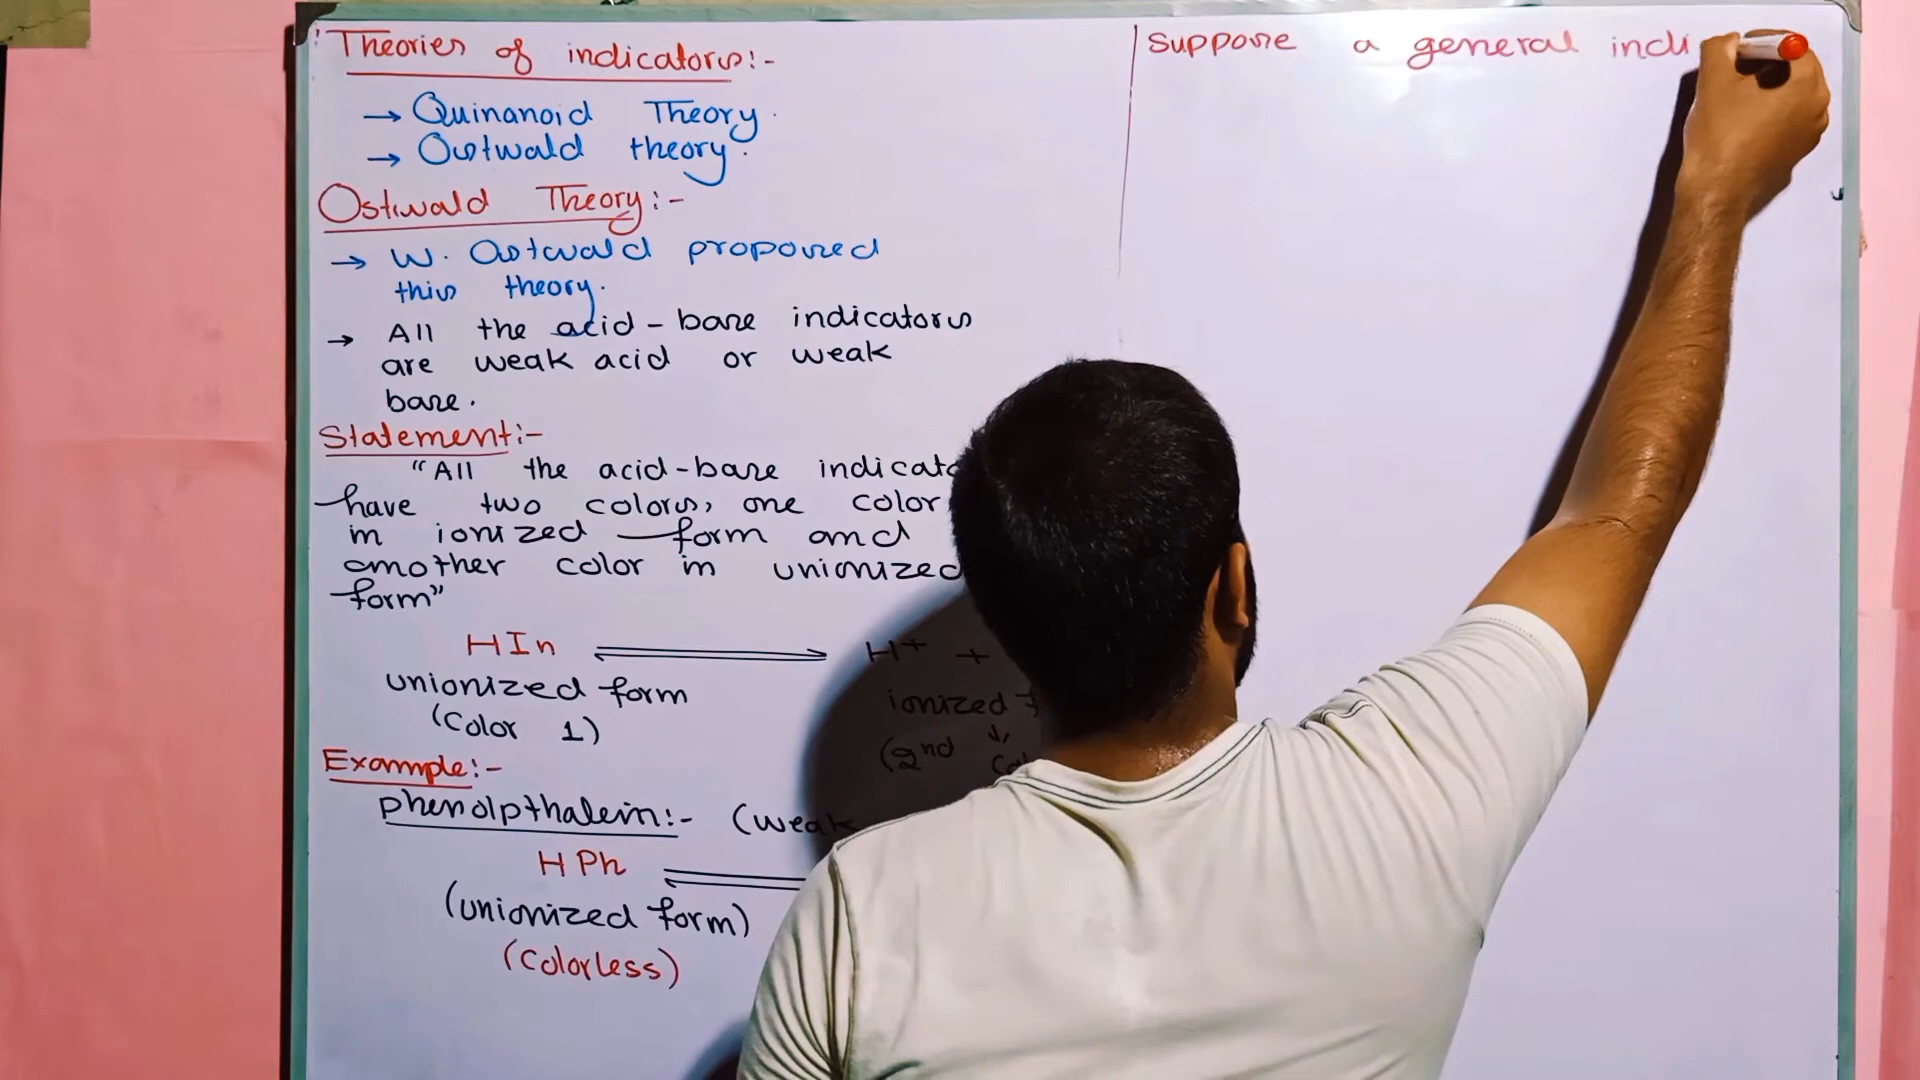 Theories of indicators:-
→ Quinanoid Theory.
→ Ostwald theory.
Ostwald Theory:-
→ W. Ostwald proposed
this theory.
→ All the acid-base indicators
are weak acid or weak
base.
Statement:-
"All the acid-base
have two colors, one color
in ionized form and
another color in unionized
form"
HIn ⇌ H+ +
unionized form ionized
(Color 1) (2nd
Example:-
phenolpthalein:- (weak
HPh ⇌
(unionized form)
(Colorless)
Suppose a general